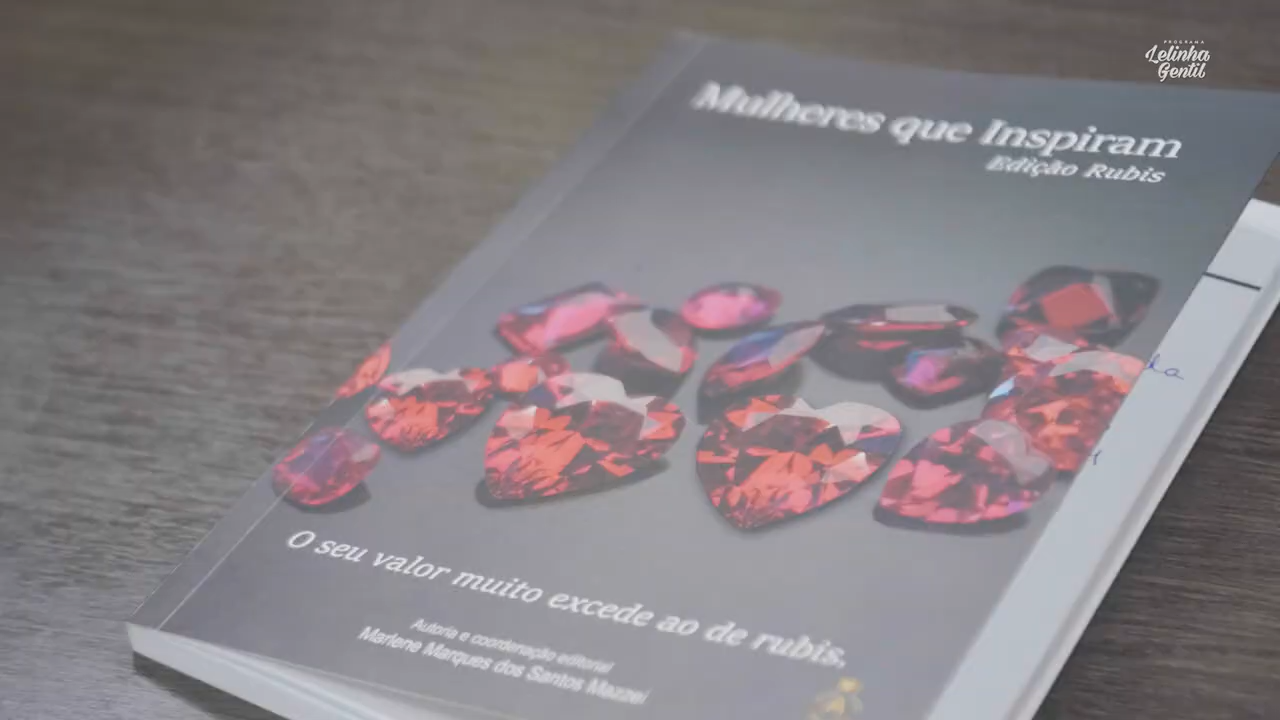 PROGRAMA
Lelinha
Gentil
Mulheres que Inspiram
Edição Rubis
O seu valor muito excede ao de rubis.
Autoria e coordenação editorial
Marlene Marques dos Santos Mazzei